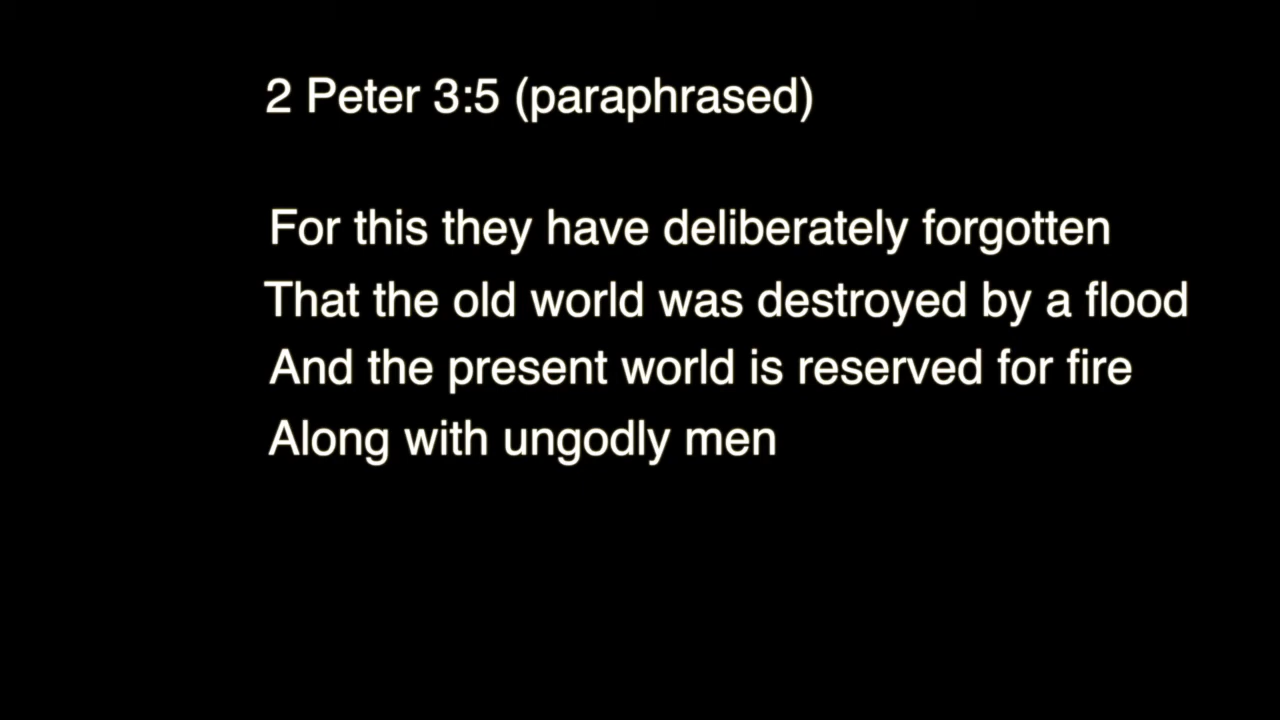 2 Peter 3:5 (paraphrased)
For this they have deliberately forgotten
That the old world was destroyed by a flood
And the present world is reserved for fire
Along with ungodly men